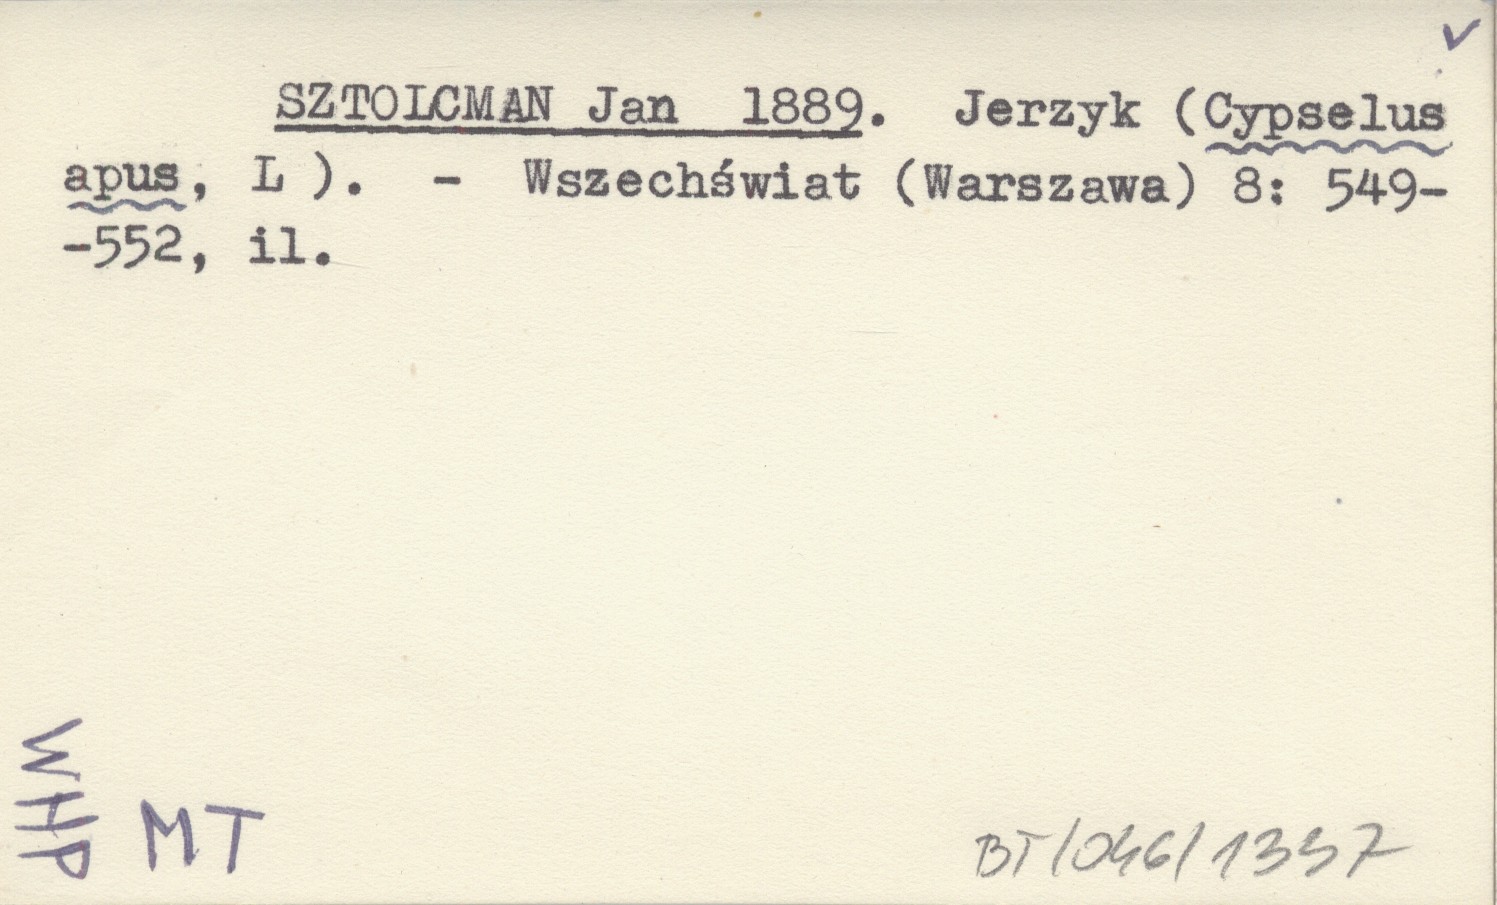 SZTOLCMAN Jan 1889. Jerzyk (Cypselus
apus, L ). - Wszechświat (Warszawa) 8: 549-
-552, il.
WHP
MT
BT/046/1357